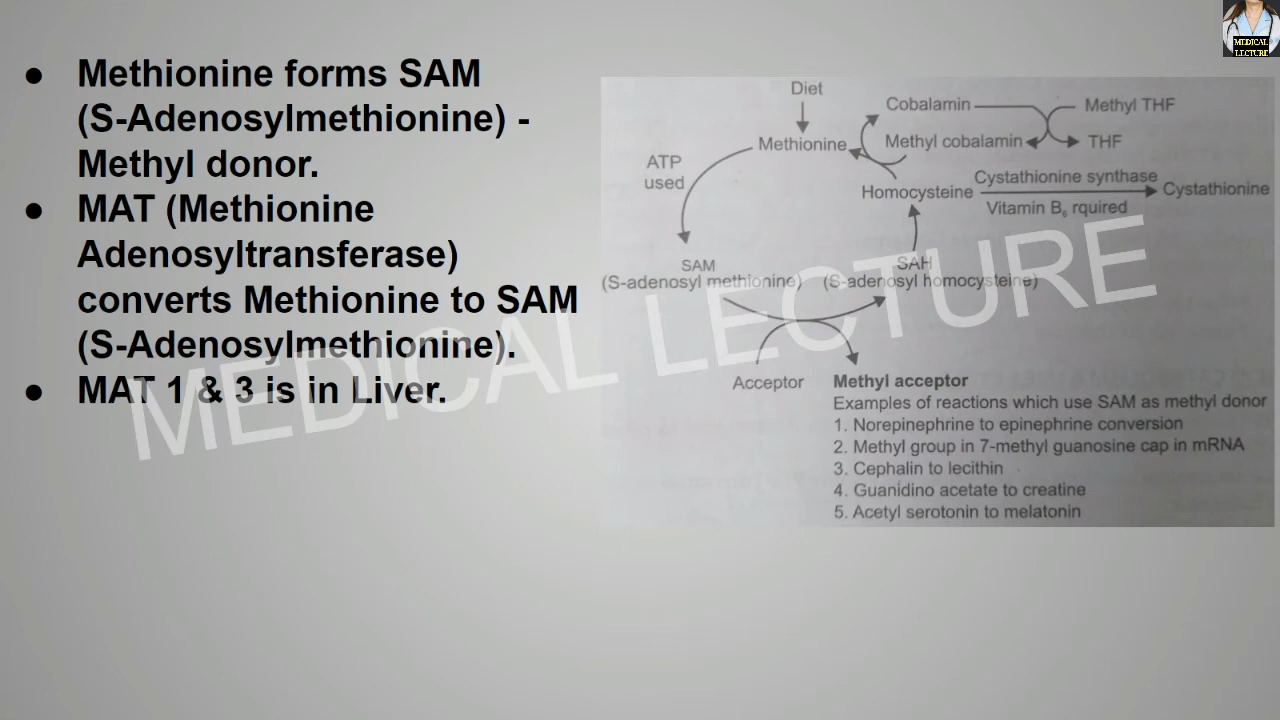 ● Methionine forms SAM
(S-Adenosylmethionine) -
Methyl donor.
● MAT (Methionine
Adenosyltransferase)
converts Methionine to SAM
(S-Adenosylmethionine).
● MAT 1 & 3 is in Liver.
MEDICAL
LECTURE
Diet
Cobalamin
Methyl THF
Methionine
Methyl cobalamin
THF
ATP
used
Cystathionine synthase
Homocysteine
Cystathionine
Vitamin B₆ rquired
SAM
(S-adenosyl methionine)
SAH
(S-adenosyl homocysteine)
Acceptor
Methyl acceptor
Examples of reactions which use SAM as methyl donor
1. Norepinephrine to epinephrine conversion
2. Methyl group in 7-methyl guanosine cap in mRNA
3. Cephalin to lecithin
4. Guanidino acetate to creatine
5. Acetyl serotonin to melatonin
MEDICAL LECTURE